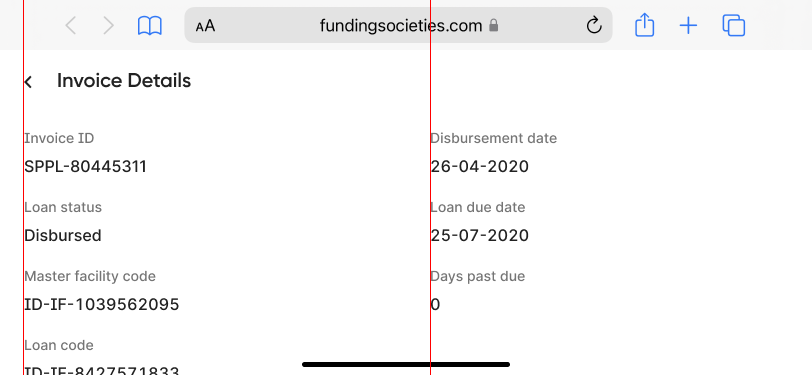 AA fundingsocieties.com
Invoice Details
Invoice ID
SPPL-80445311
Disbursement date
26-04-2020
Loan status
Disbursed
Loan due date
25-07-2020
Master facility code
ID-IF-1039562095
Days past due
0
Loan code
ID-IF-8427571833